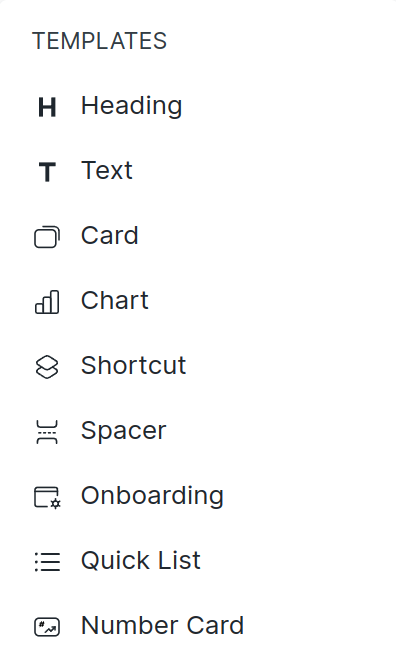 TEMPLATES
Heading
Text
Card
Chart
Shortcut
Spacer
Onboarding
Quick List
Number Card